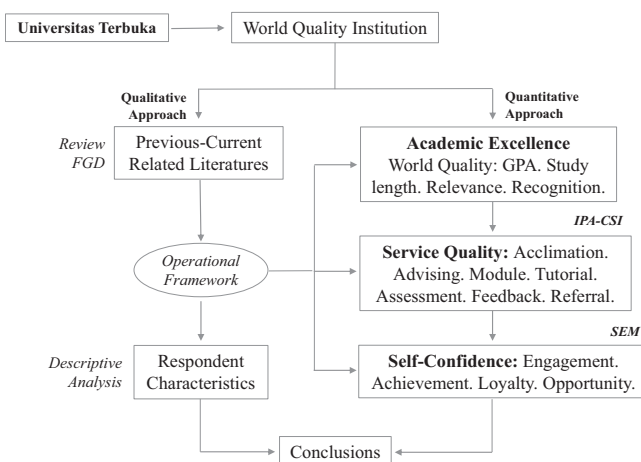 Universitas Terbuka
World Quality Institution
Qualitative
Approach
Quantitative
Approach
Review
FGD
Previous-Current
Related Literatures
Academic Excellence
World Quality: GPA. Study
length. Relevance. Recognition.
IPA-CSI
Operational
Framework
Service Quality: Acclimation.
Advising. Module. Tutorial.
Assessment. Feedback. Referral.
SEM
Descriptive
Analysis
Respondent
Characteristics
Self-Confidence: Engagement.
Achievement. Loyalty. Opportunity.
Conclusions